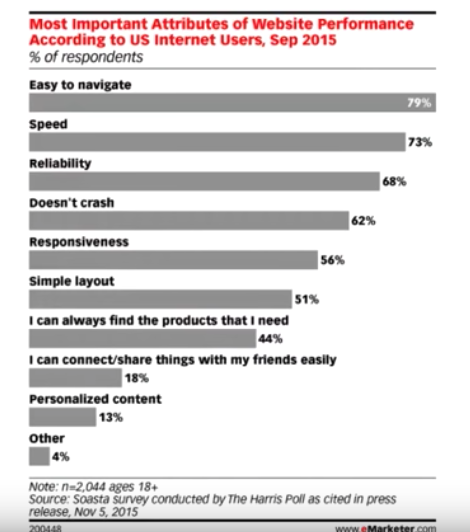 Most Important Attributes of Website Performance
According to US Internet Users, Sep 2015
% of respondents
Easy to navigate
79%
Speed
73%
Reliability
68%
Doesn't crash
62%
Responsiveness
56%
Simple layout
51%
I can always find the products that I need
44%
I can connect/share things with my friends easily
18%
Personalized content
13%
Other
4%
Note: n=2,044 ages 18+
Source: Soasta survey conducted by The Harris Poll as cited in press
release, Nov 5, 2015
200448 www.eMarketer.com